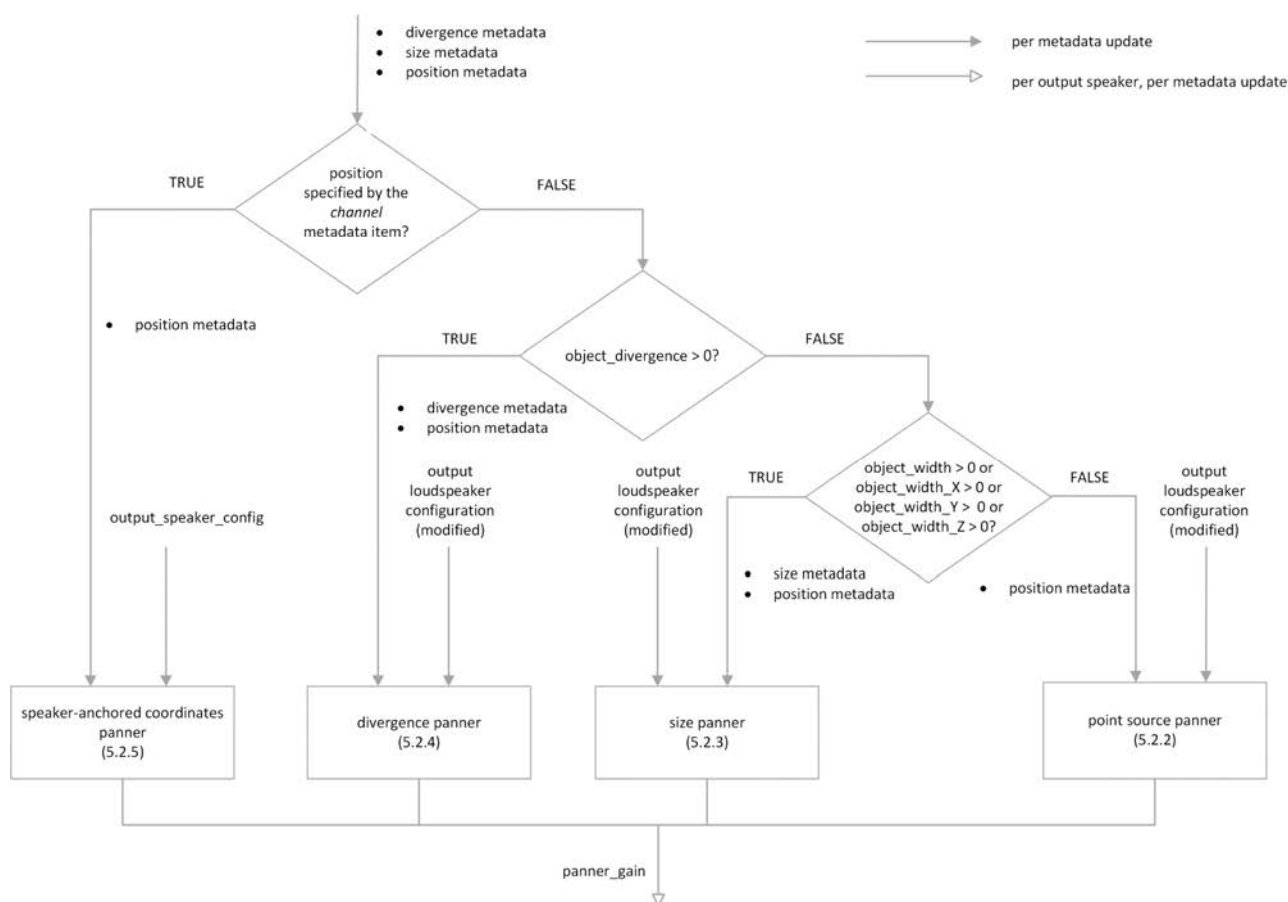 • divergence metadata
• size metadata
• position metadata
per metadata update
per output speaker, per metadata update
TRUE
position
specified by the
channel
metadata item?
FALSE
• position metadata
TRUE
object_divergence > 0?
FALSE
• divergence metadata
• position metadata
output_speaker_config
output
loudspeaker
configuration
(modified)
output
loudspeaker
configuration
(modified)
TRUE
object_width > 0 or
object_width_X > 0 or
object_width_Y > 0 or
object_width_Z > 0?
FALSE
output
loudspeaker
configuration
(modified)
• size metadata
• position metadata
• position metadata
speaker-anchored coordinates
panner
(5.2.5)
divergence panner
(5.2.4)
size panner
(5.2.3)
point source panner
(5.2.2)
panner_gain